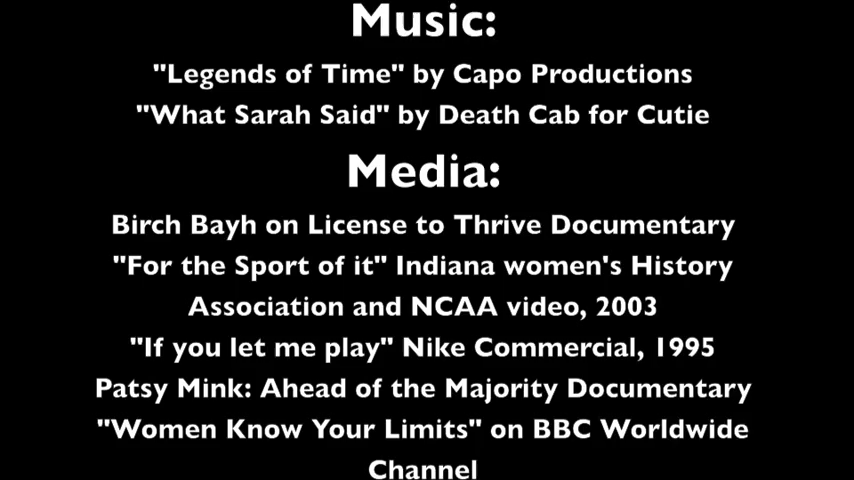 Music:
"Legends of Time" by Capo Productions
"What Sarah Said" by Death Cab for Cutie
Media:
Birch Bayh on License to Thrive Documentary
"For the Sport of it" Indiana women's History
Association and NCAA video, 2003
"If you let me play" Nike Commercial, 1995
Patsy Mink: Ahead of the Majority Documentary
"Women Know Your Limits" on BBC Worldwide
Channel